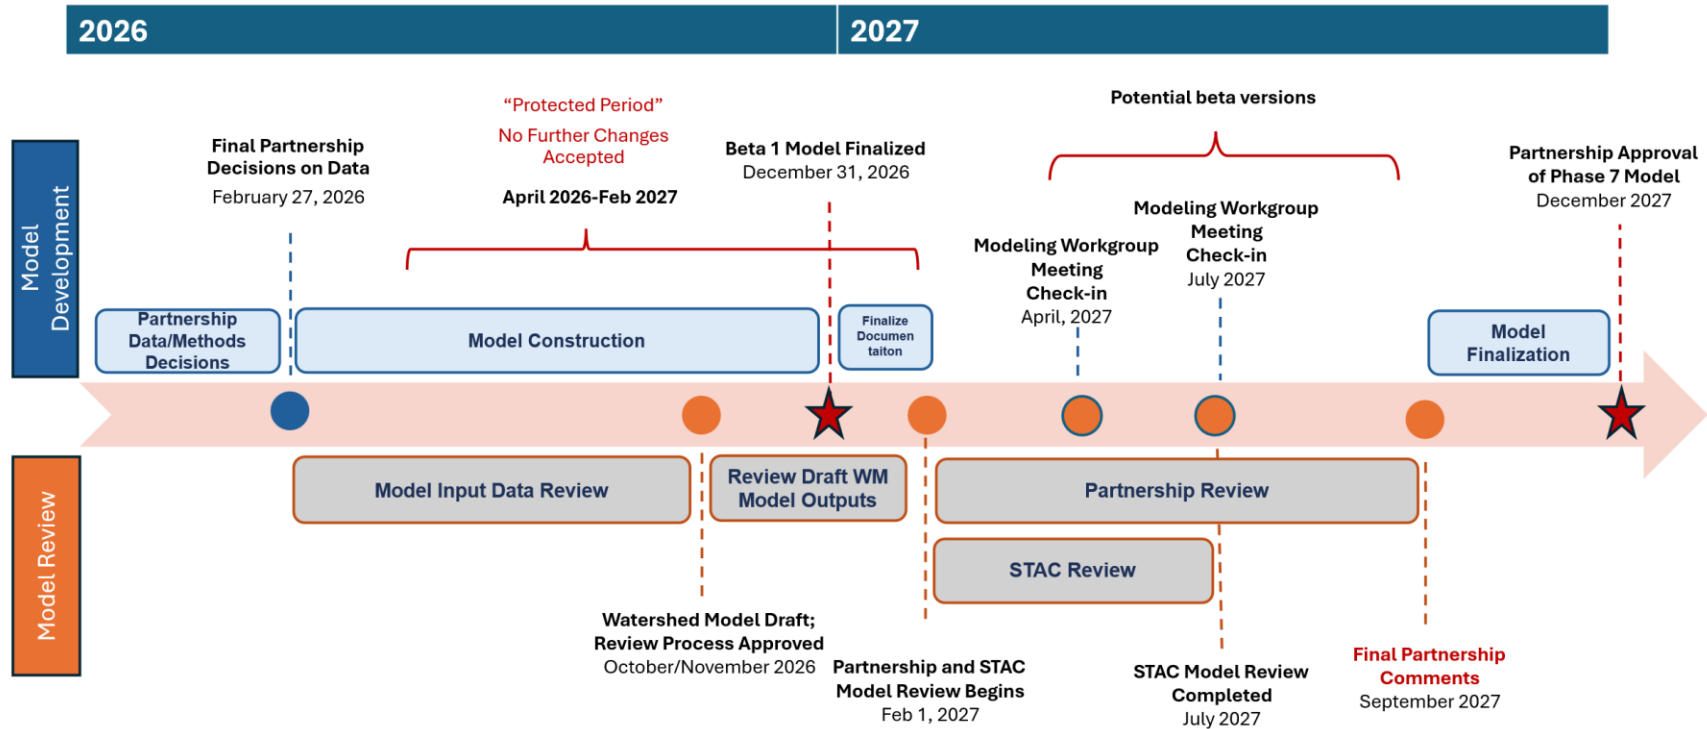 2026
2027
“Protected Period”
No Further Changes
Accepted
April 2026-Feb 2027
Potential beta versions
Final Partnership
Decisions on Data
February 27, 2026
Beta 1 Model Finalized
December 31, 2026
Modeling Workgroup
Meeting
Check-in
April, 2027
Modeling Workgroup
Meeting
Check-in
July 2027
Partnership Approval
of Phase 7 Model
December 2027
Model
Development
Partnership
Data/Methods
Decisions
Model Construction
Finalize
Documen
taiton
Model
Finalization
Model Review
Model Input Data Review
Review Draft WM
Model Outputs
Partnership Review
STAC Review
Watershed Model Draft;
Review Process Approved
October/November 2026
Partnership and STAC
Model Review Begins
Feb 1, 2027
STAC Model Review
Completed
July 2027
Final Partnership
Comments
September 2027